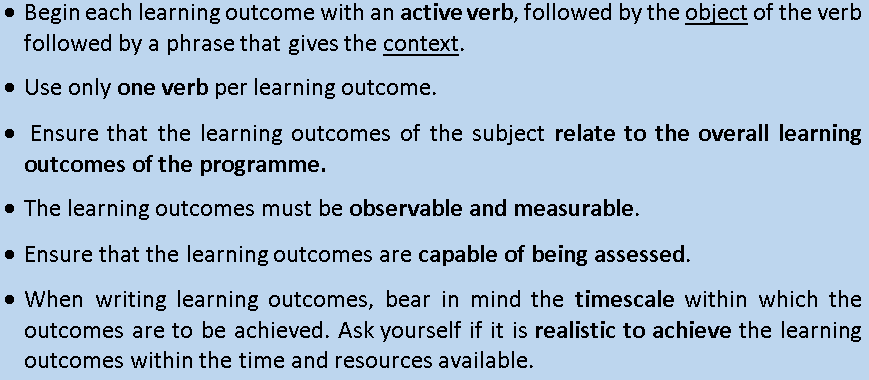 • Begin each learning outcome with an active verb, followed by the object of the verb
followed by a phrase that gives the context.
• Use only one verb per learning outcome.
• Ensure that the learning outcomes of the subject relate to the overall learning
outcomes of the programme.
• The learning outcomes must be observable and measurable.
• Ensure that the learning outcomes are capable of being assessed.
• When writing learning outcomes, bear in mind the timescale within which the
outcomes are to be achieved. Ask yourself if it is realistic to achieve the learning
outcomes within the time and resources available.